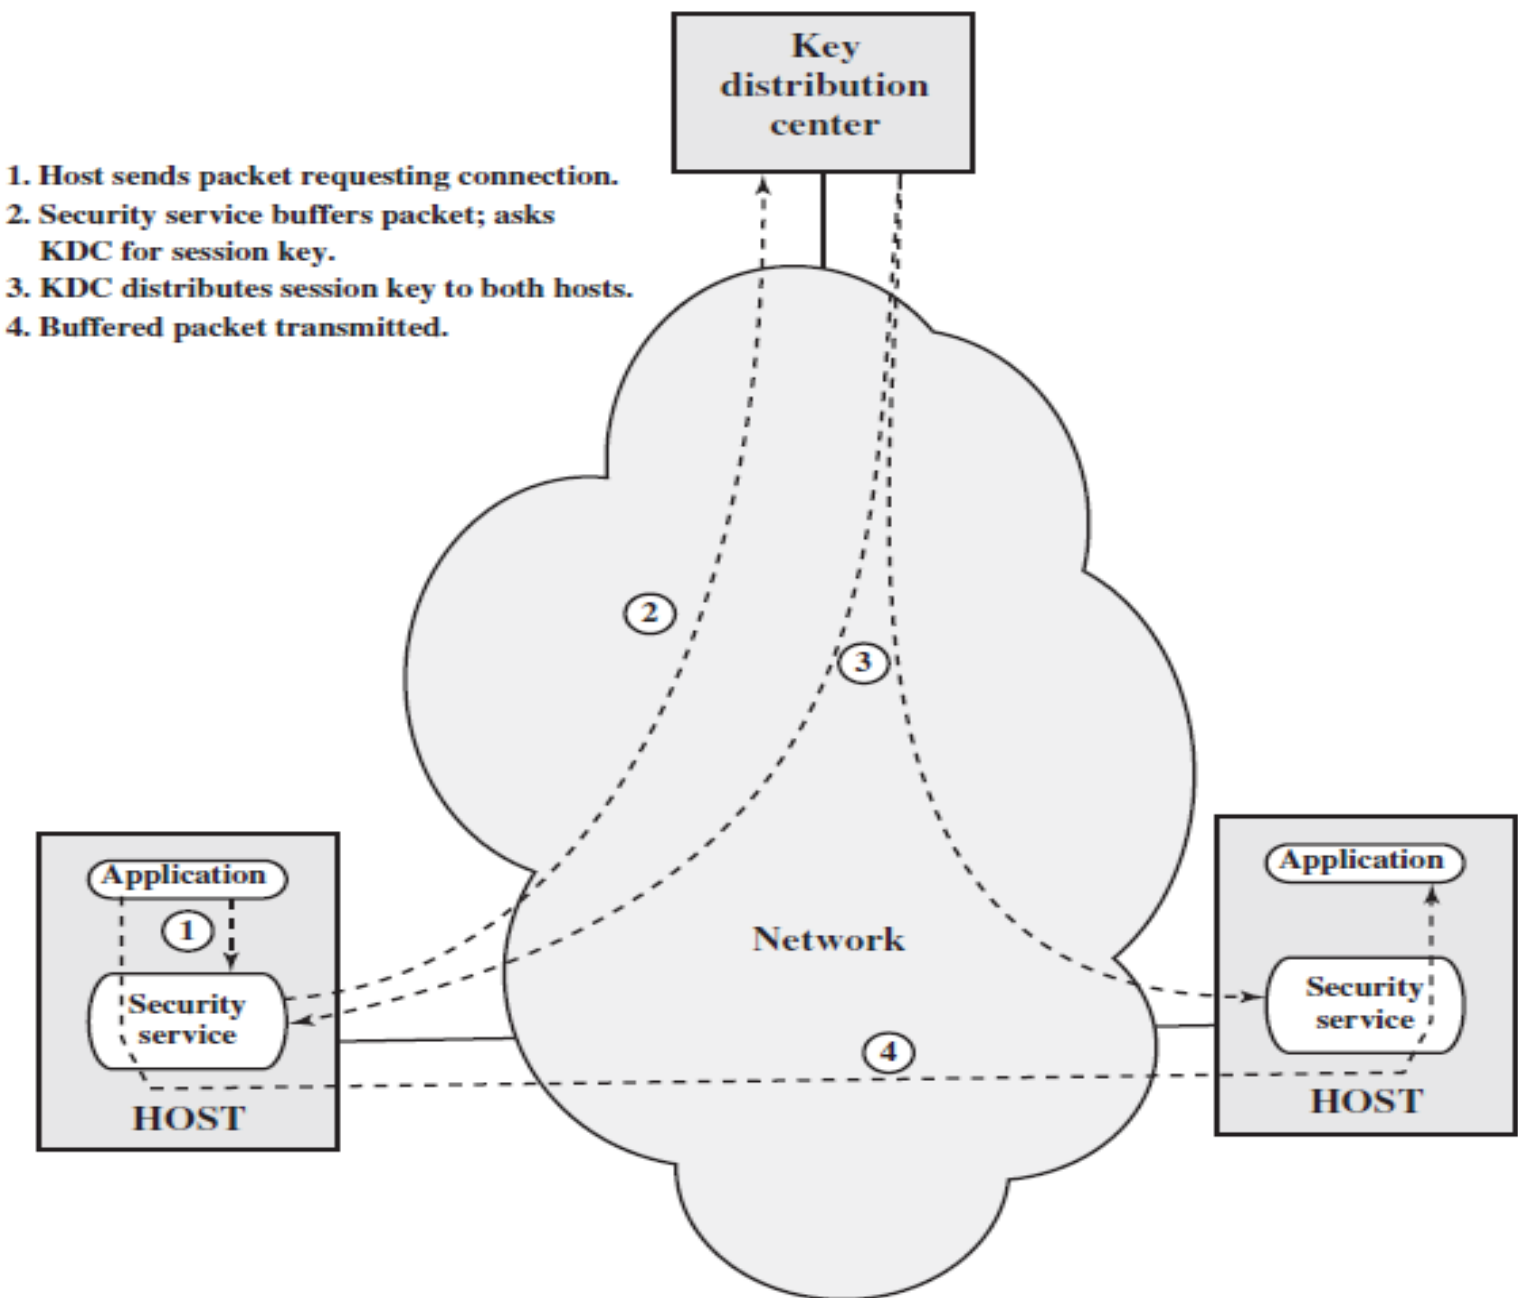 Key
distribution
center
1. Host sends packet requesting connection.
2. Security service buffers packet; asks
KDC for session key.
3. KDC distributes session key to both hosts.
4. Buffered packet transmitted.
2
3
Application
1
Security
service
HOST
Network
4
Application
Security
service
HOST